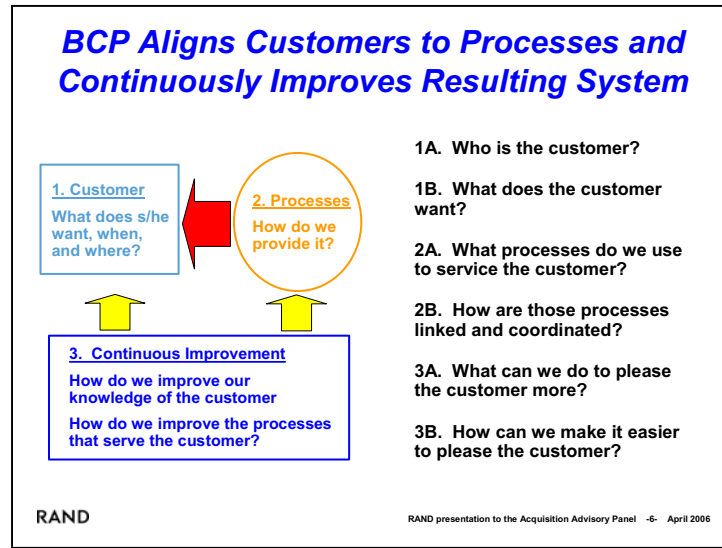 BCP Aligns Customers to Processes and
Continuously Improves Resulting System
1. Customer
What does s/he
want, when,
and where?
2. Processes
How do we
provide it?
3. Continuous Improvement
How do we improve our
knowledge of the customer
How do we improve the processes
that serve the customer?
1A. Who is the customer?
1B. What does the customer
want?
2A. What processes do we use
to service the customer?
2B. How are those processes
linked and coordinated?
3A. What can we do to please
the customer more?
3B. How can we make it easier
to please the customer?
RAND
RAND presentation to the Acquisition Advisory Panel -6- April 2006